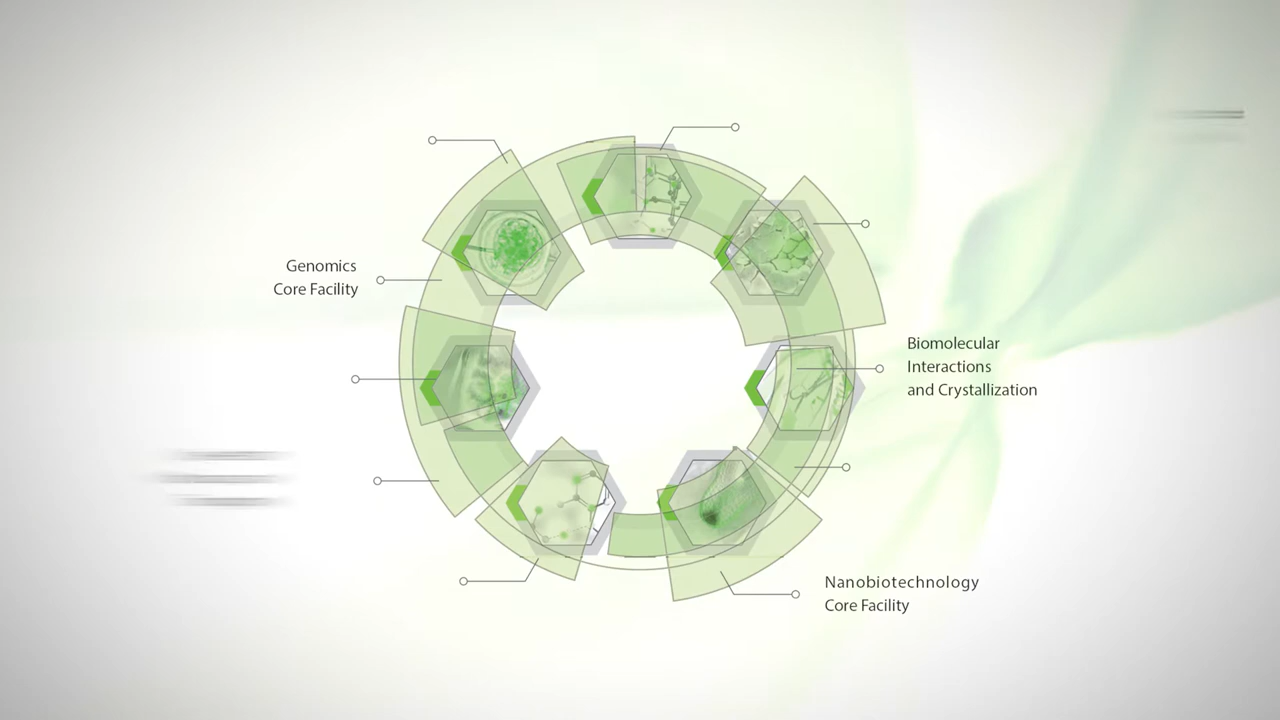 Genomics
Core Facility
Biomolecular
Interactions
and Crystallization
Nanobiotechnology
Core Facility